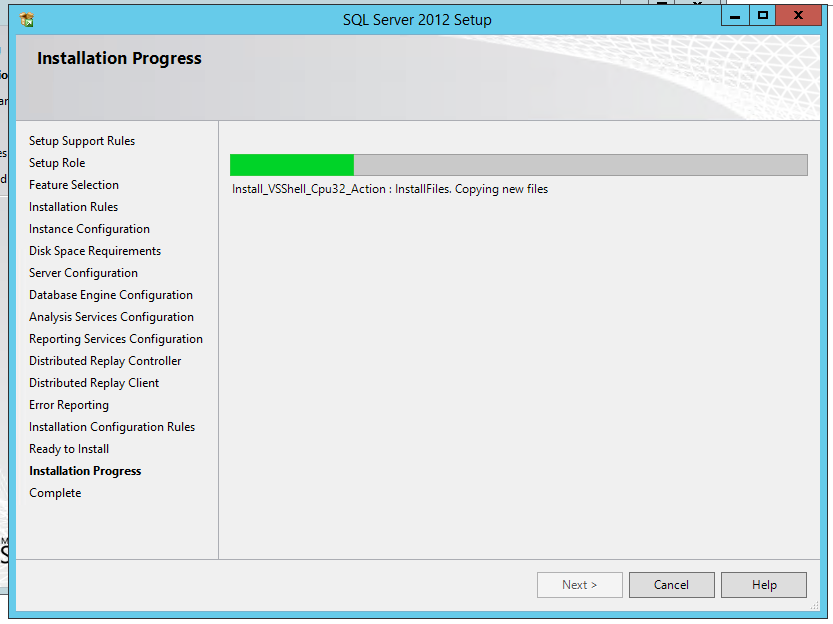 SQL Server 2012 Setup
Installation Progress
Setup Support Rules
Setup Role
Feature Selection
Installation Rules
Instance Configuration
Disk Space Requirements
Server Configuration
Database Engine Configuration
Analysis Services Configuration
Reporting Services Configuration
Distributed Replay Controller
Distributed Replay Client
Error Reporting
Installation Configuration Rules
Ready to Install
Installation Progress
Complete
Install_VSShell_Cpu32_Action : InstallFiles. Copying new files
Next >
Cancel
Help